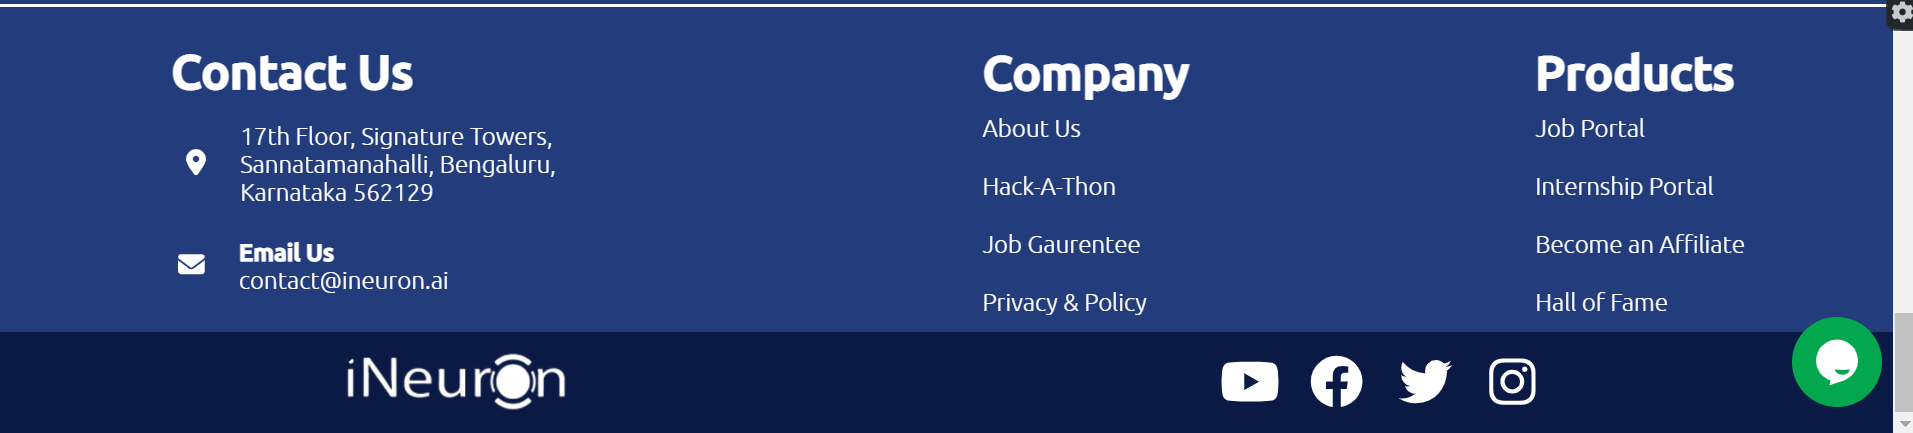 Contact Us
17th Floor, Signature Towers,
Sannatamanahalli, Bengaluru,
Karnataka 562129
Email Us
contact@ineuron.ai
Company
About Us
Hack-A-Thon
Job Gaurentee
Privacy & Policy
Products
Job Portal
Internship Portal
Become an Affiliate
Hall of Fame
iNeuron